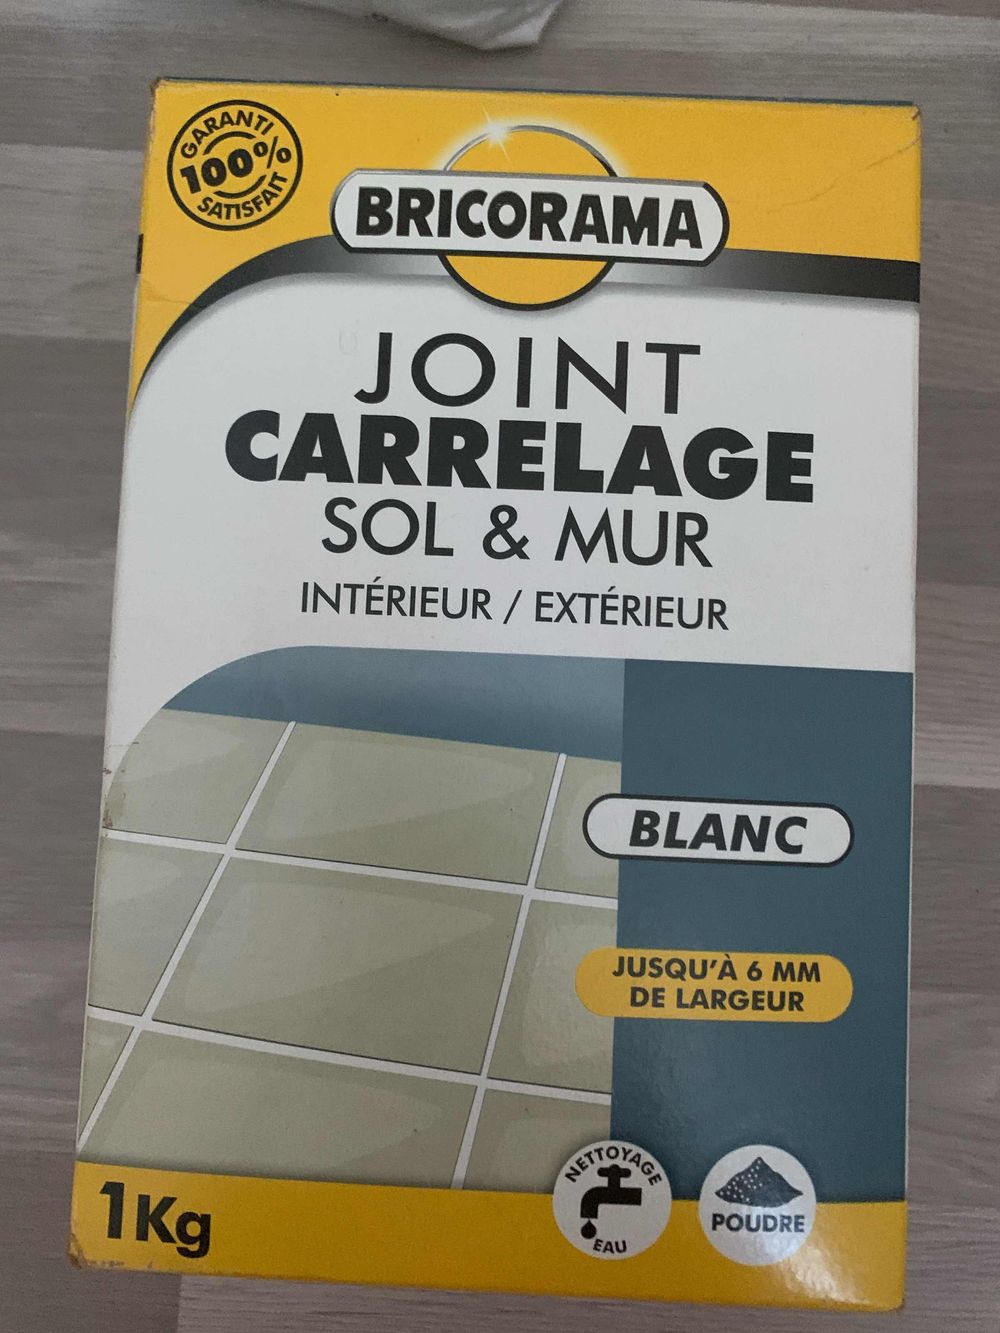 GARANTI
100%
SATISFAIT
BRICORAMA
JOINT
CARRELAGE
SOL & MUR
INTÉRIEUR / EXTÉRIEUR
BLANC
JUSQU'À 6 MM
DE LARGEUR
NETTOYAGE
EAU
POUDRE
1Kg